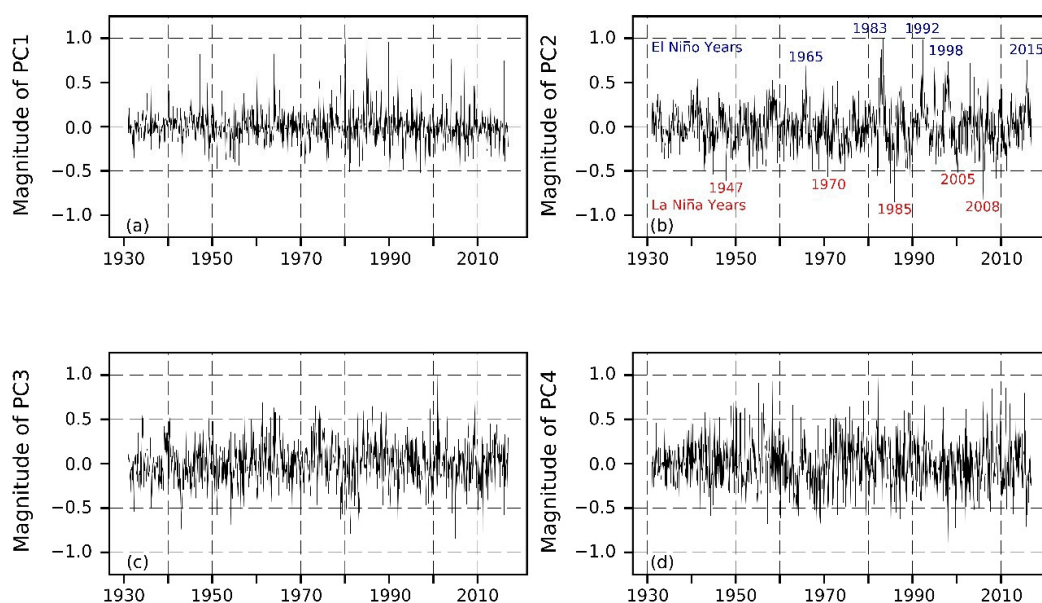 Magnitude of PC1
1.0
0.5
0.0
−0.5
−1.0
(a)
1930 1950 1970 1990 2010
Magnitude of PC2
1.0
0.5
0.0
−0.5
−1.0
El Niño Years
1965
1983
1992
1998
2015
1947
1970
1985
2005
2008
La Niña Years
(b)
1930 1950 1970 1990 2010
Magnitude of PC3
1.0
0.5
0.0
−0.5
−1.0
(c)
1930 1950 1970 1990 2010
Magnitude of PC4
1.0
0.5
0.0
−0.5
−1.0
(d)
1930 1950 1970 1990 2010